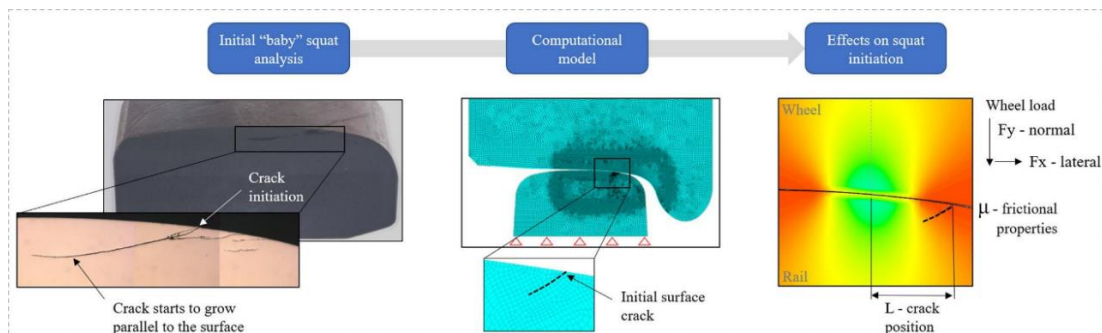 Initial “baby” squat
analysis
Computational
model
Effects on squat
initiation
Crack
initiation
Crack starts to grow
parallel to the surface
Initial surface
crack
Wheel
Rail
Wheel load
Fy - normal
Fx - lateral
μ - frictional
properties
L - crack
position